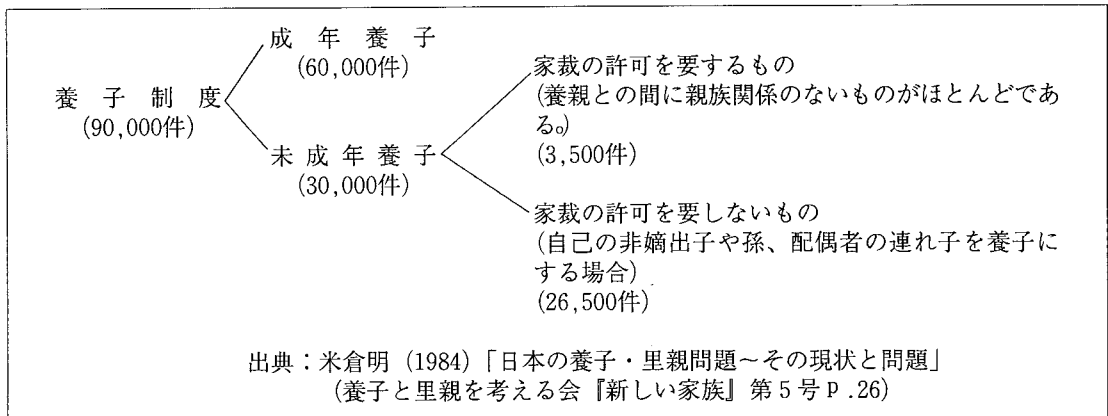 養子制度
(90,000件)
成年養子
(60,000件)
未成年養子
(30,000件)
家裁の許可を要するもの
(養親との間に親族関係のないものがほとんどであ
る。)
(3,500件)
家裁の許可を要しないもの
(自己の非嫡出子や孫、配偶者の連れ子を養子に
する場合)
(26,500件)
出典：米倉明 (1984)「日本の養子・里親問題～その現状と問題」
(養子と里親を考える会『新しい家族』第5号P.26)